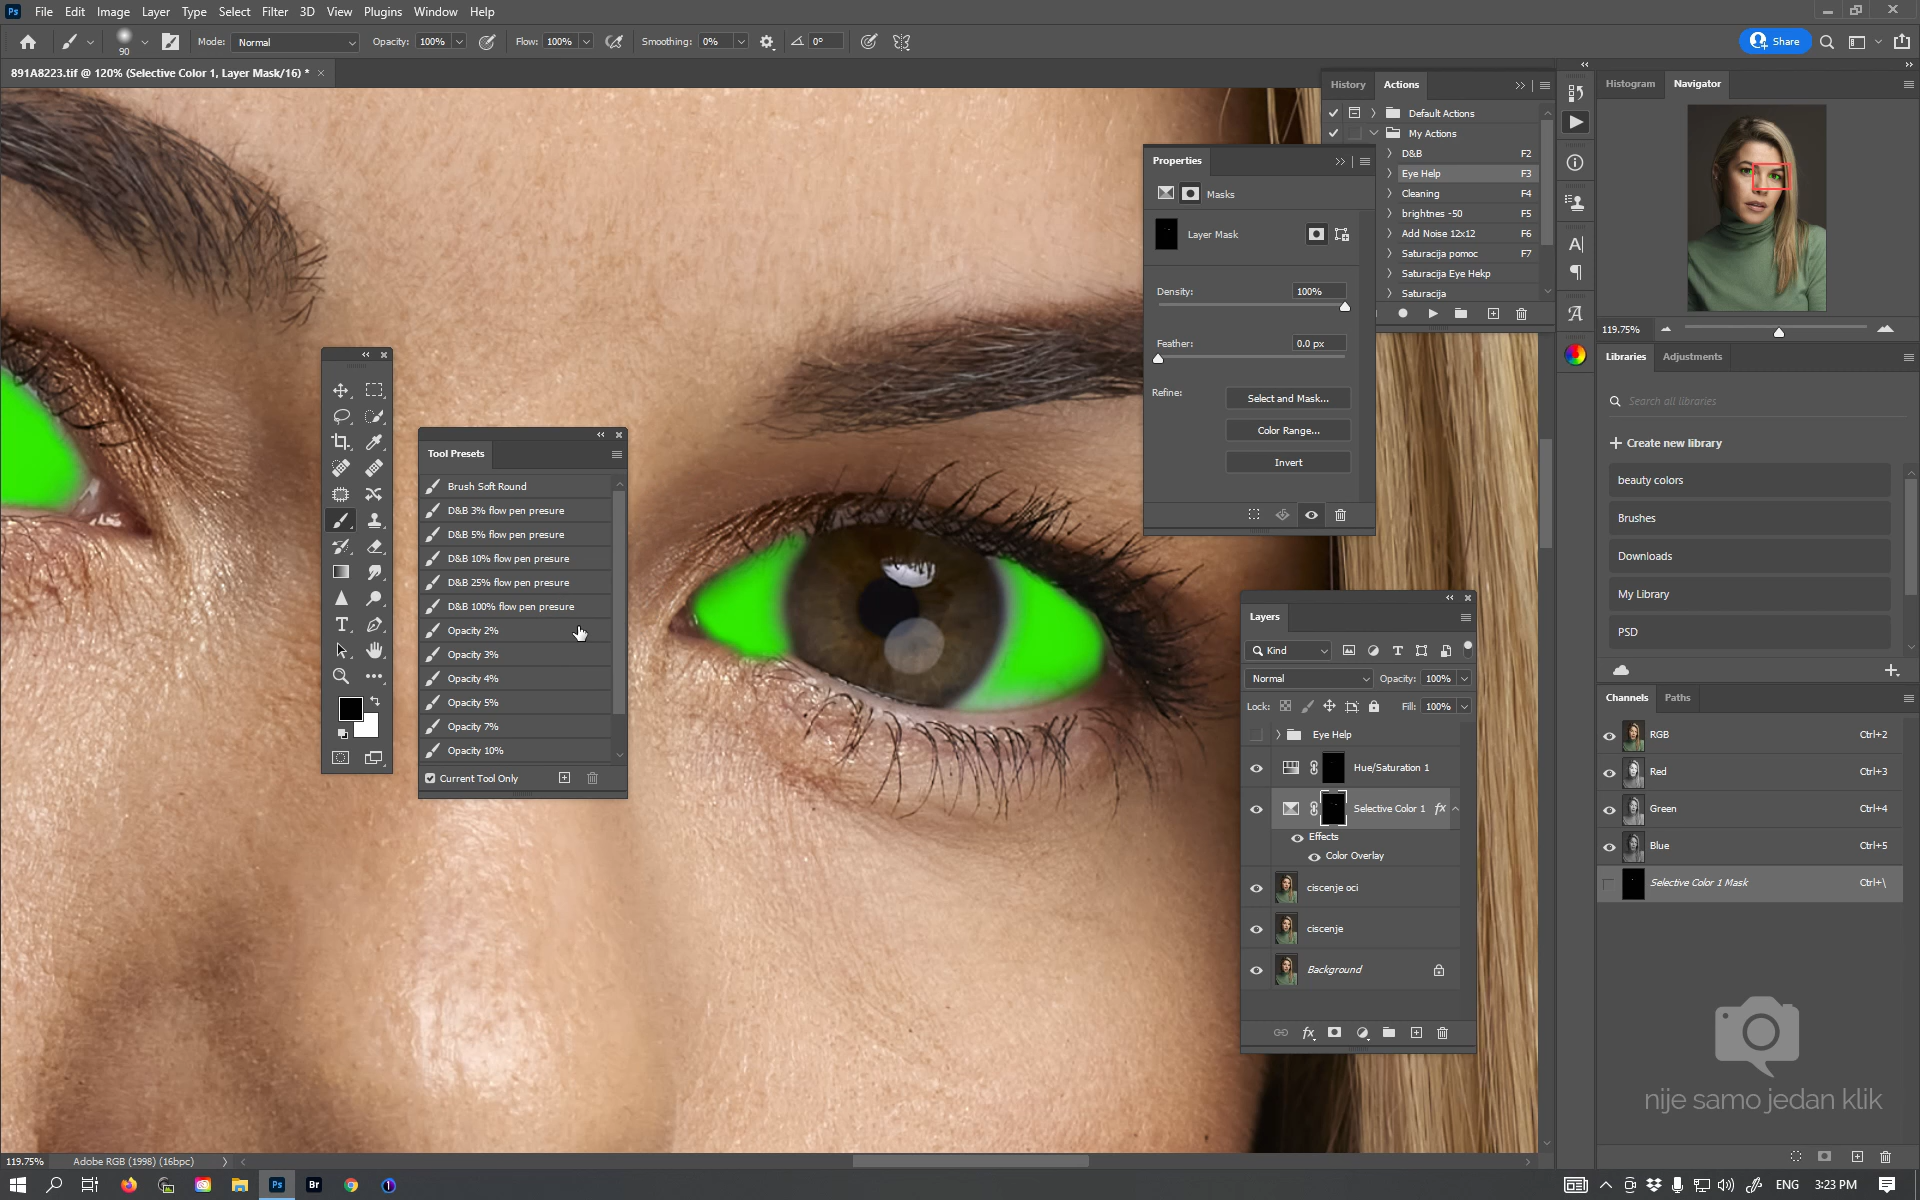 Ps File Edit Image Layer Type Select Filter 3D View Plugins Window Help
90 Mode: Normal Opacity: 100% Flow: 100% Smoothing: 0% 0° Share
891A8223.tif @ 120% (Selective Color 1, Layer Mask/16) *
History Actions
Default Actions
My Actions
D&B F2
Eye Help F3
Cleaning F4
brightnes -50 F5
Add Noise 12x12 F6
Saturacija pomoc F7
Saturacija Eye Hekp
Saturacija
Properties
Masks
Layer Mask
Density: 100%
Feather: 0.0 px
Refine: Select and Mask...
Color Range...
Invert
Tool Presets
Brush Soft Round
D&B 3% flow pen presure
D&B 5% flow pen presure
D&B 10% flow pen presure
D&B 25% flow pen presure
D&B 100% flow pen presure
Opacity 2%
Opacity 3%
Opacity 4%
Opacity 5%
Opacity 7%
Opacity 10%
Current Tool Only
Layers
Kind
Normal Opacity: 100%
Lock: Fill: 100%
Eye Help
Hue/Saturation 1
Selective Color 1 fx
Effects
Color Overlay
ciscenje oci
ciscenje
Background
fx
Histogram Navigator
119.75%
Libraries Adjustments
Search all libraries
Create new library
beauty colors
Brushes
Downloads
My Library
PSD
Channels Paths
RGB Ctrl+2
Red Ctrl+3
Green Ctrl+4
Blue Ctrl+5
Selective Color 1 Mask Ctrl+\
nije samo jedan klik
119.75% Adobe RGB (1998) (16bpc)
Ps Br ENG 3:23 PM